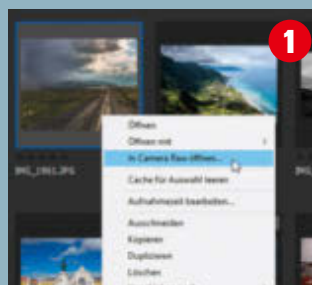 1
Öffnen
Öffnen mit
In Camera Raw öffnen...
Cache für Auswahl leeren
Aufnahmezeit bearbeiten...
Ausschneiden
Kopieren
Duplizieren
Löschen